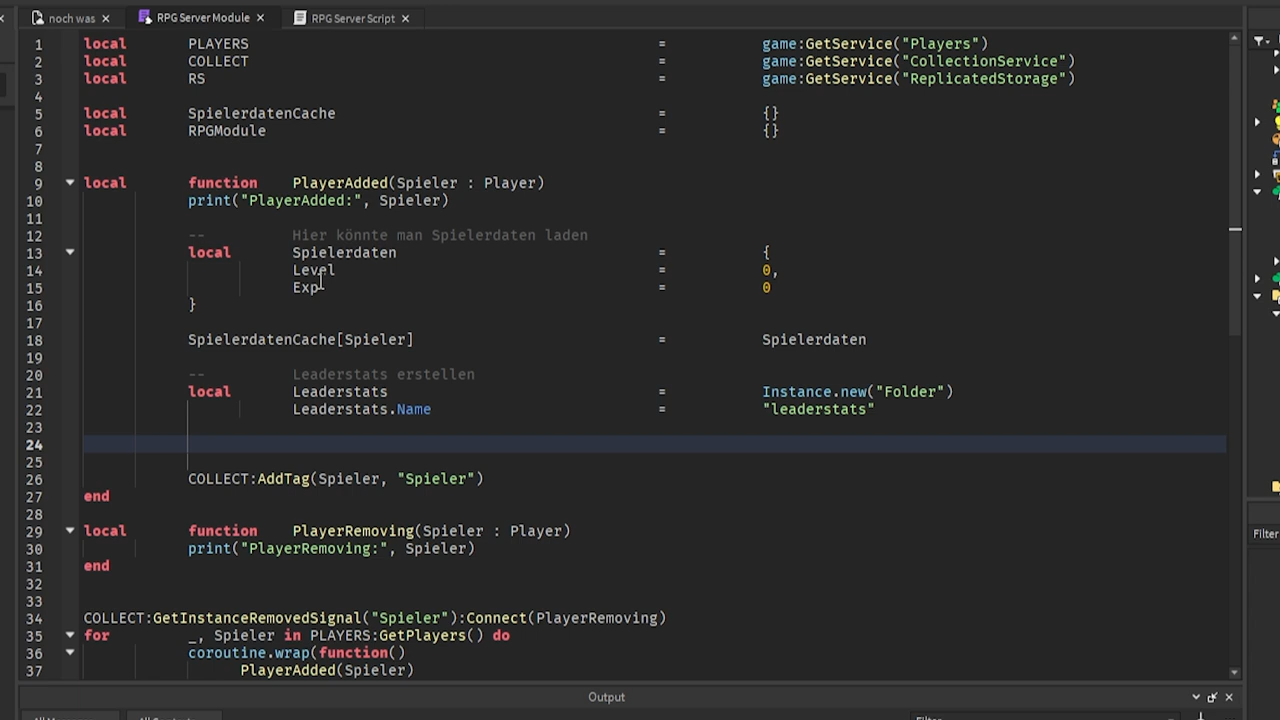 noch was
RPG Server Module
RPG Server Script
1 local PLAYERS = game:GetService("Players")
2 local COLLECT = game:GetService("CollectionService")
3 local RS = game:GetService("ReplicatedStorage")
4
5 local SpielerdatenCache = {}
6 local RPGModule = {}
7
8
9 local function PlayerAdded(Spieler : Player)
10 print("PlayerAdded:", Spieler)
11
12 -- Hier könnte man Spielerdaten laden
13 local Spielerdaten = {
14 Level = 0,
15 Exp = 0
16 }
17
18 SpielerdatenCache[Spieler] = Spielerdaten
19
20 -- Leaderstats erstellen
21 local Leaderstats = Instance.new("Folder")
22 Leaderstats.Name = "leaderstats"
23
24
25
26 COLLECT:AddTag(Spieler, "Spieler")
27 end
28
29 local function PlayerRemoving(Spieler : Player)
30 print("PlayerRemoving:", Spieler)
31 end
32
33
34 COLLECT:GetInstanceRemovedSignal("Spieler"):Connect(PlayerRemoving)
35 for _, Spieler in PLAYERS:GetPlayers() do
36 coroutine.wrap(function()
37 PlayerAdded(Spieler)
Filter
Output